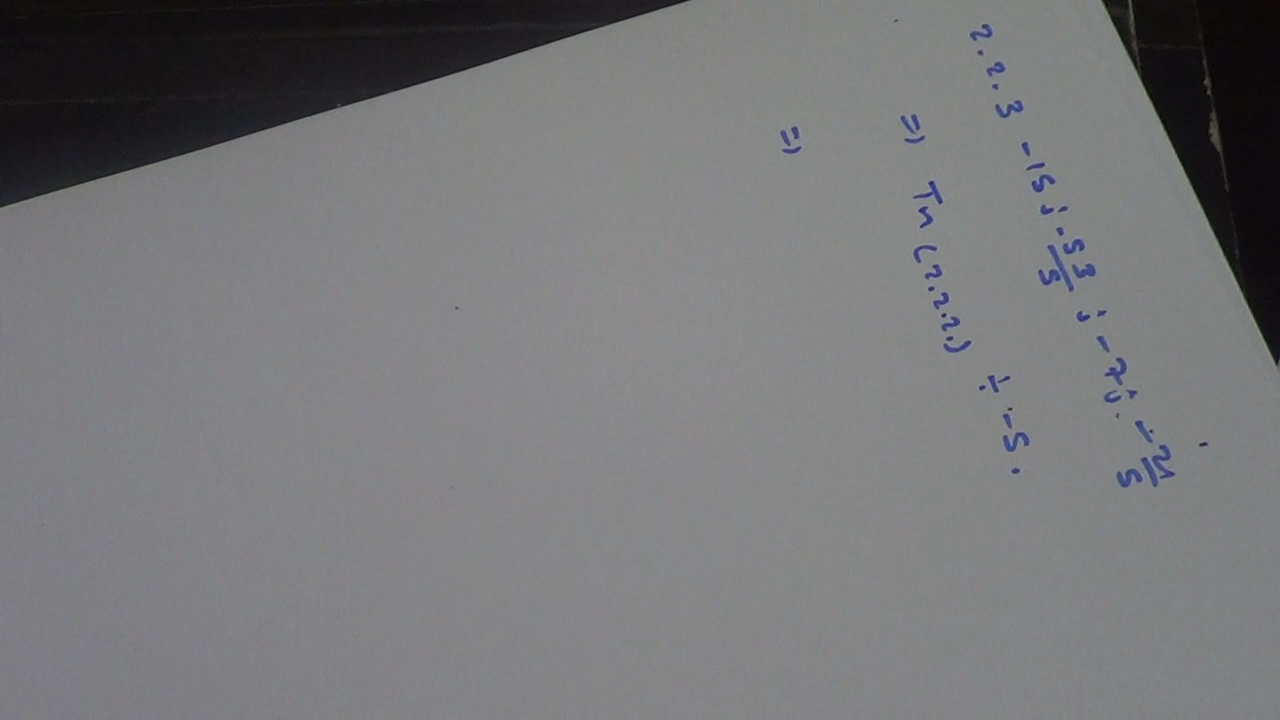 2.2.3 -15 ; -53/5 ; -7 ; -21/5
=) Tn (2.2.2.) ÷ -5.
=)